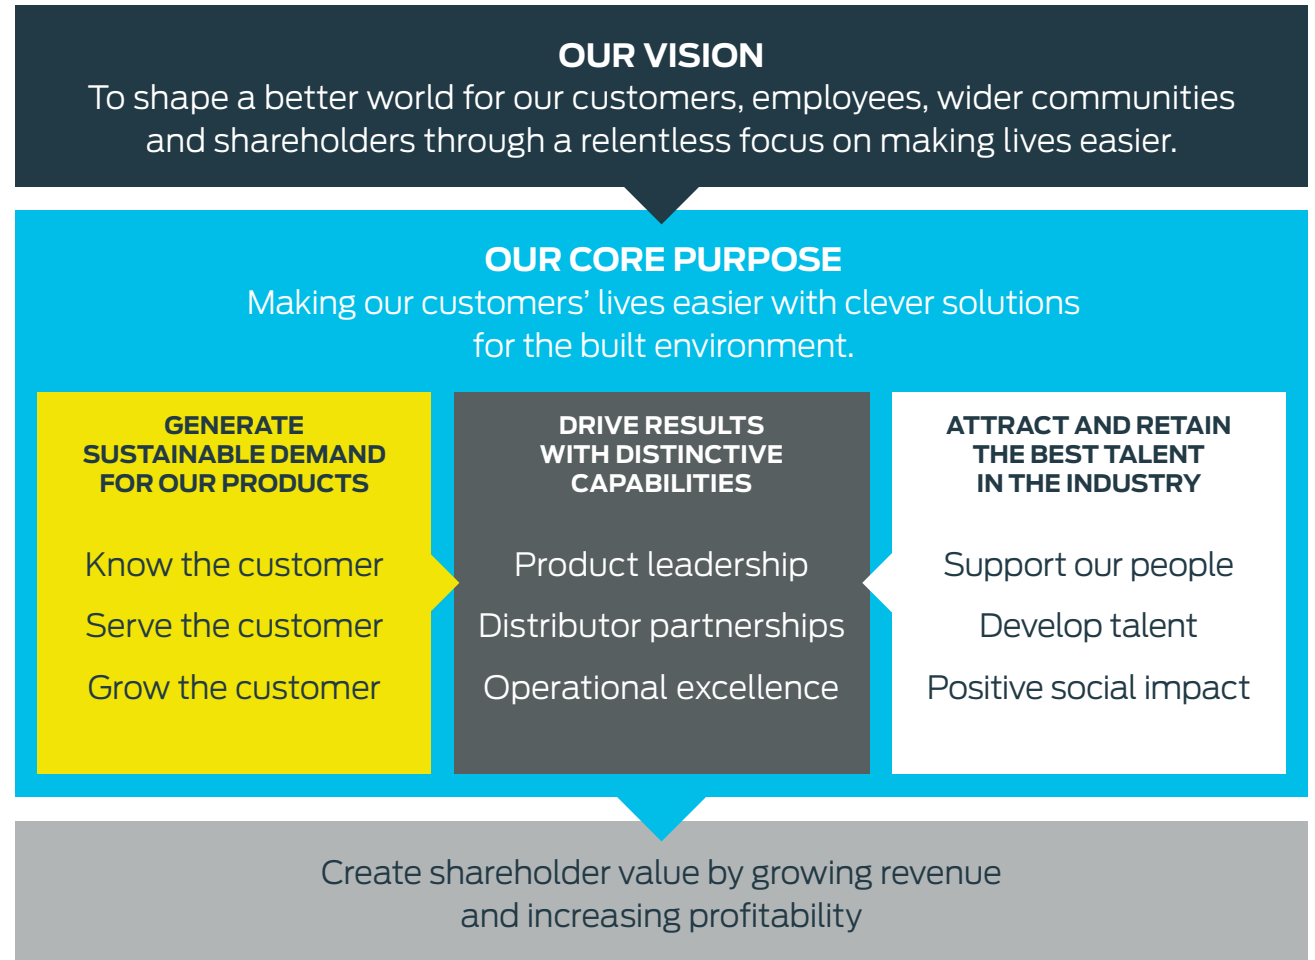 OUR VISION
To shape a better world for our customers, employees, wider communities
and shareholders through a relentless focus on making lives easier.
OUR CORE PURPOSE
Making our customers’ lives easier with clever solutions
for the built environment.
GENERATE
SUSTAINABLE DEMAND
FOR OUR PRODUCTS
Know the customer
Serve the customer
Grow the customer
DRIVE RESULTS
WITH DISTINCTIVE
CAPABILITIES
Product leadership
Distributor partnerships
Operational excellence
ATTRACT AND RETAIN
THE BEST TALENT
IN THE INDUSTRY
Support our people
Develop talent
Positive social impact
Create shareholder value by growing revenue
and increasing profitability